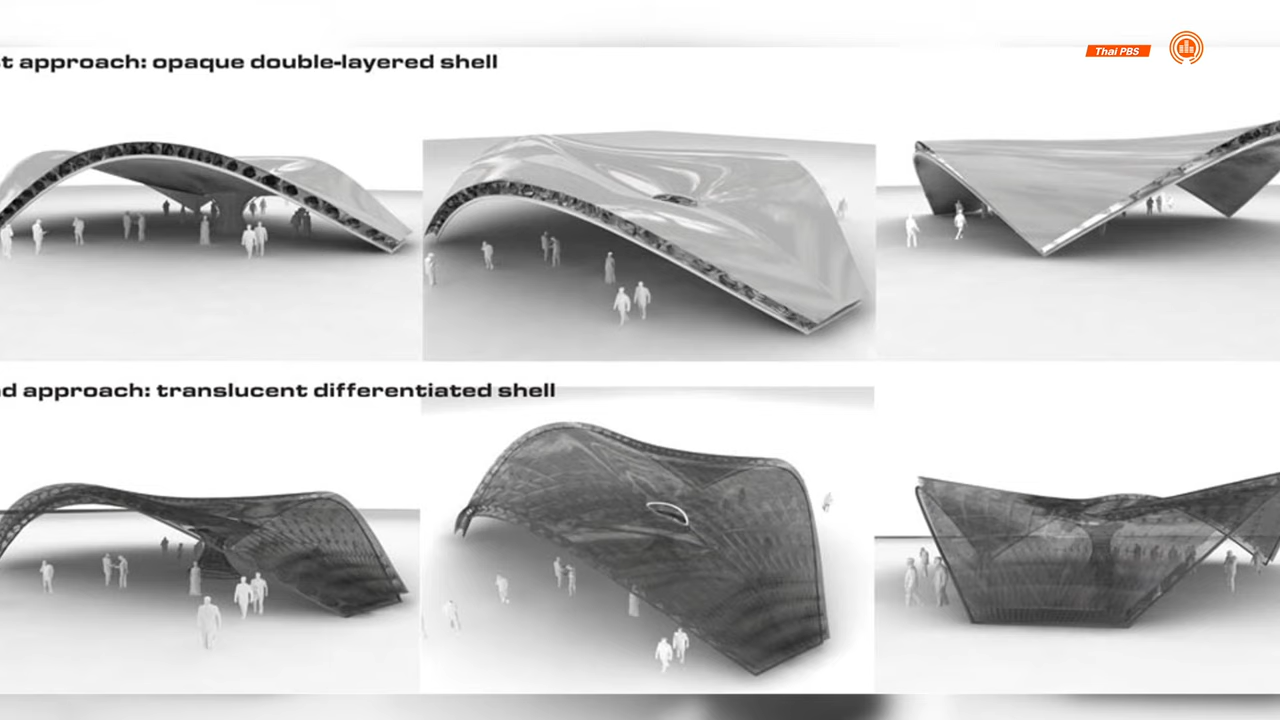 t approach: opaque double-layered shell
Thai PBS
d approach: translucent differentiated shell